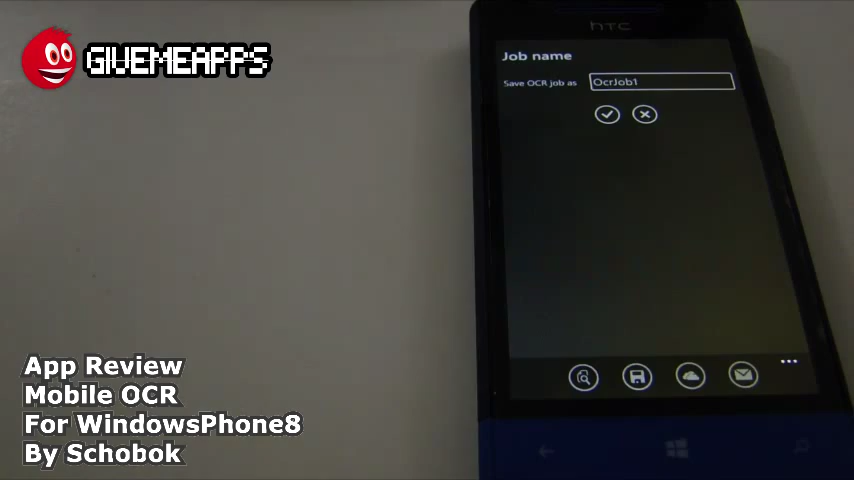 GIVEMEAPPS
hTC
Job name
Save OCR job as OcrJob1
App Review
Mobile OCR
For WindowsPhone8
By Schobok